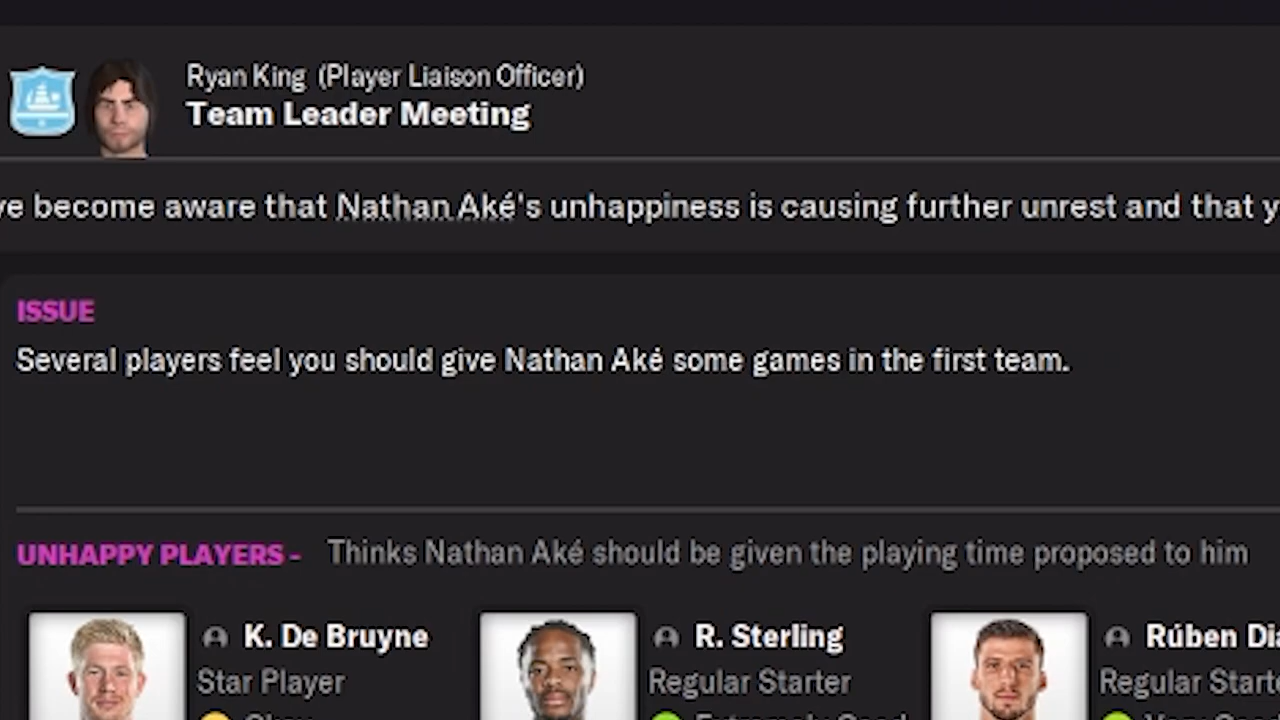 Ryan King (Player Liaison Officer)
Team Leader Meeting
become aware that Nathan Aké's unhappiness is causing further unrest and that
ISSUE
Several players feel you should give Nathan Aké some games in the first team.
UNHAPPY PLAYERS - Thinks Nathan Aké should be given the playing time proposed to him
K. De Bruyne R. Sterling Rúben
Star Player Regular Starter Regular